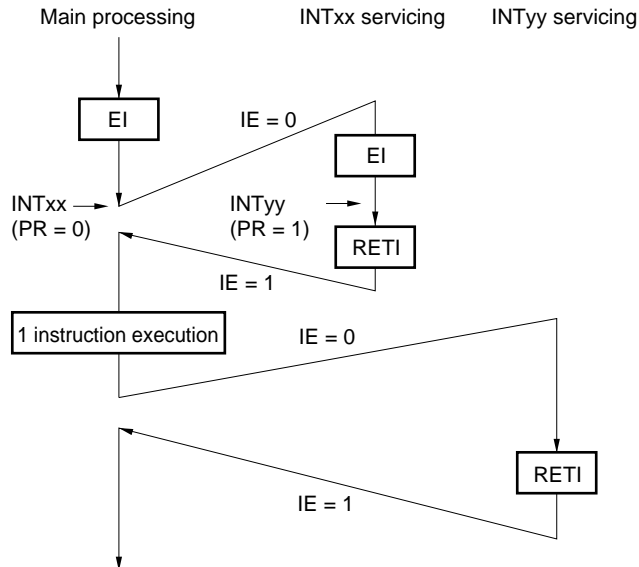 Main processing
INTxx servicing
INTyy servicing
EI
IE = 0
EI
INTxx
(PR = 0)
INTyy
(PR = 1)
RETI
IE = 1
1 instruction execution
IE = 0
RETI
IE = 1